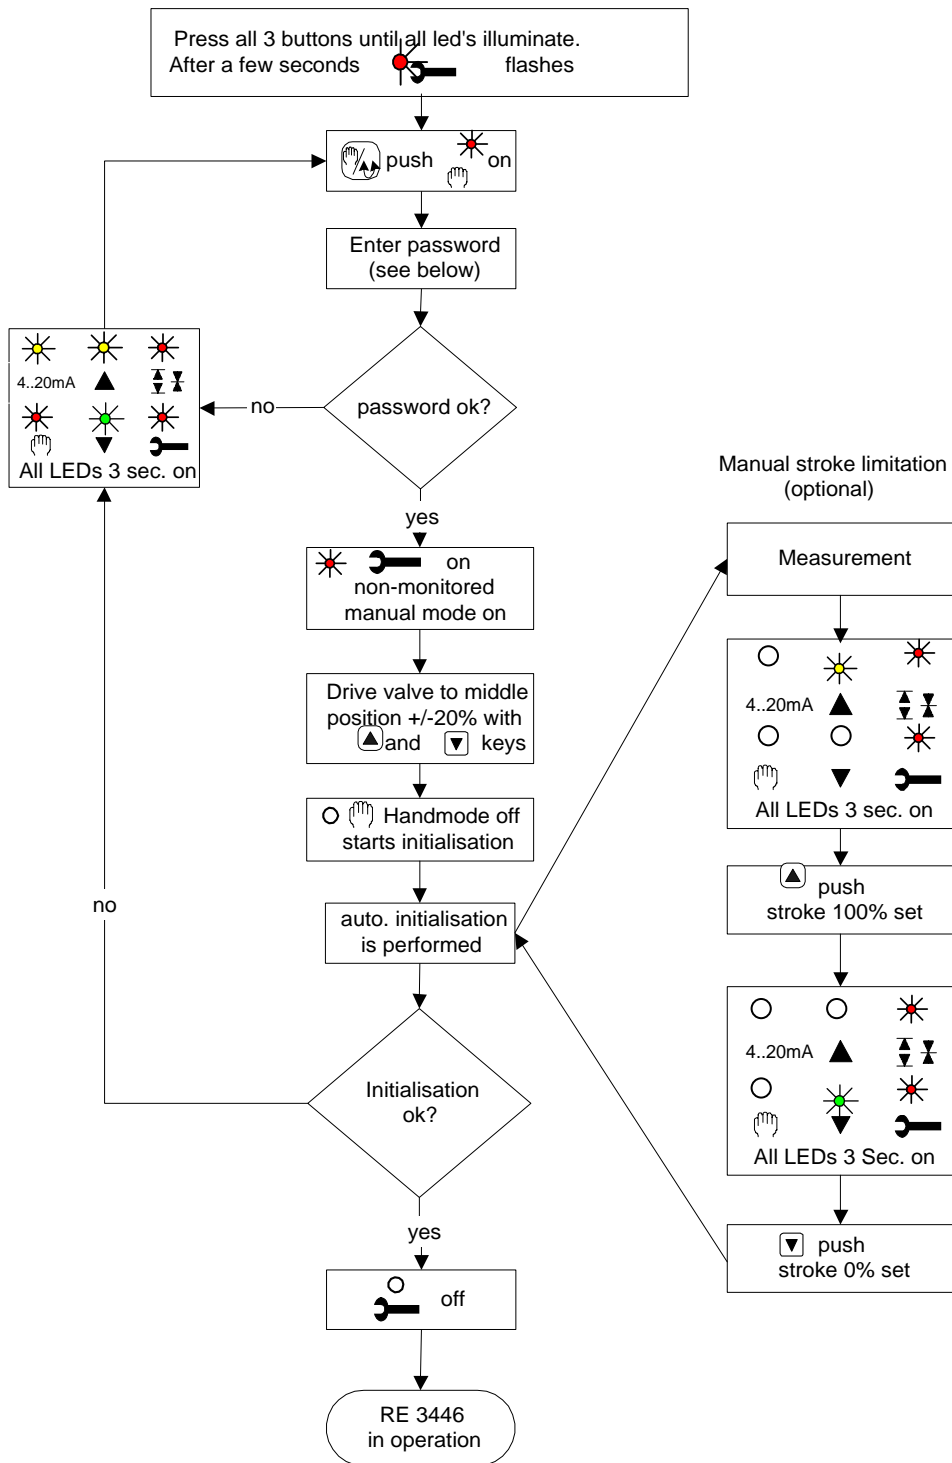 Press all 3 buttons until all led's illuminate.
After a few seconds flashes
push on
Enter password
(see below)
4..20mA
All LEDs 3 sec. on
no
password ok?
yes
on
non-monitored
manual mode on
Drive valve to middle
position +/-20% with
and keys
Handmode off
starts initialisation
auto. initialisation
is performed
no
Initialisation
ok?
yes
off
RE 3446
in operation
Manual stroke limitation
(optional)
Measurement
4..20mA
All LEDs 3 sec. on
push
stroke 100% set
4..20mA
All LEDs 3 Sec. on
push
stroke 0% set